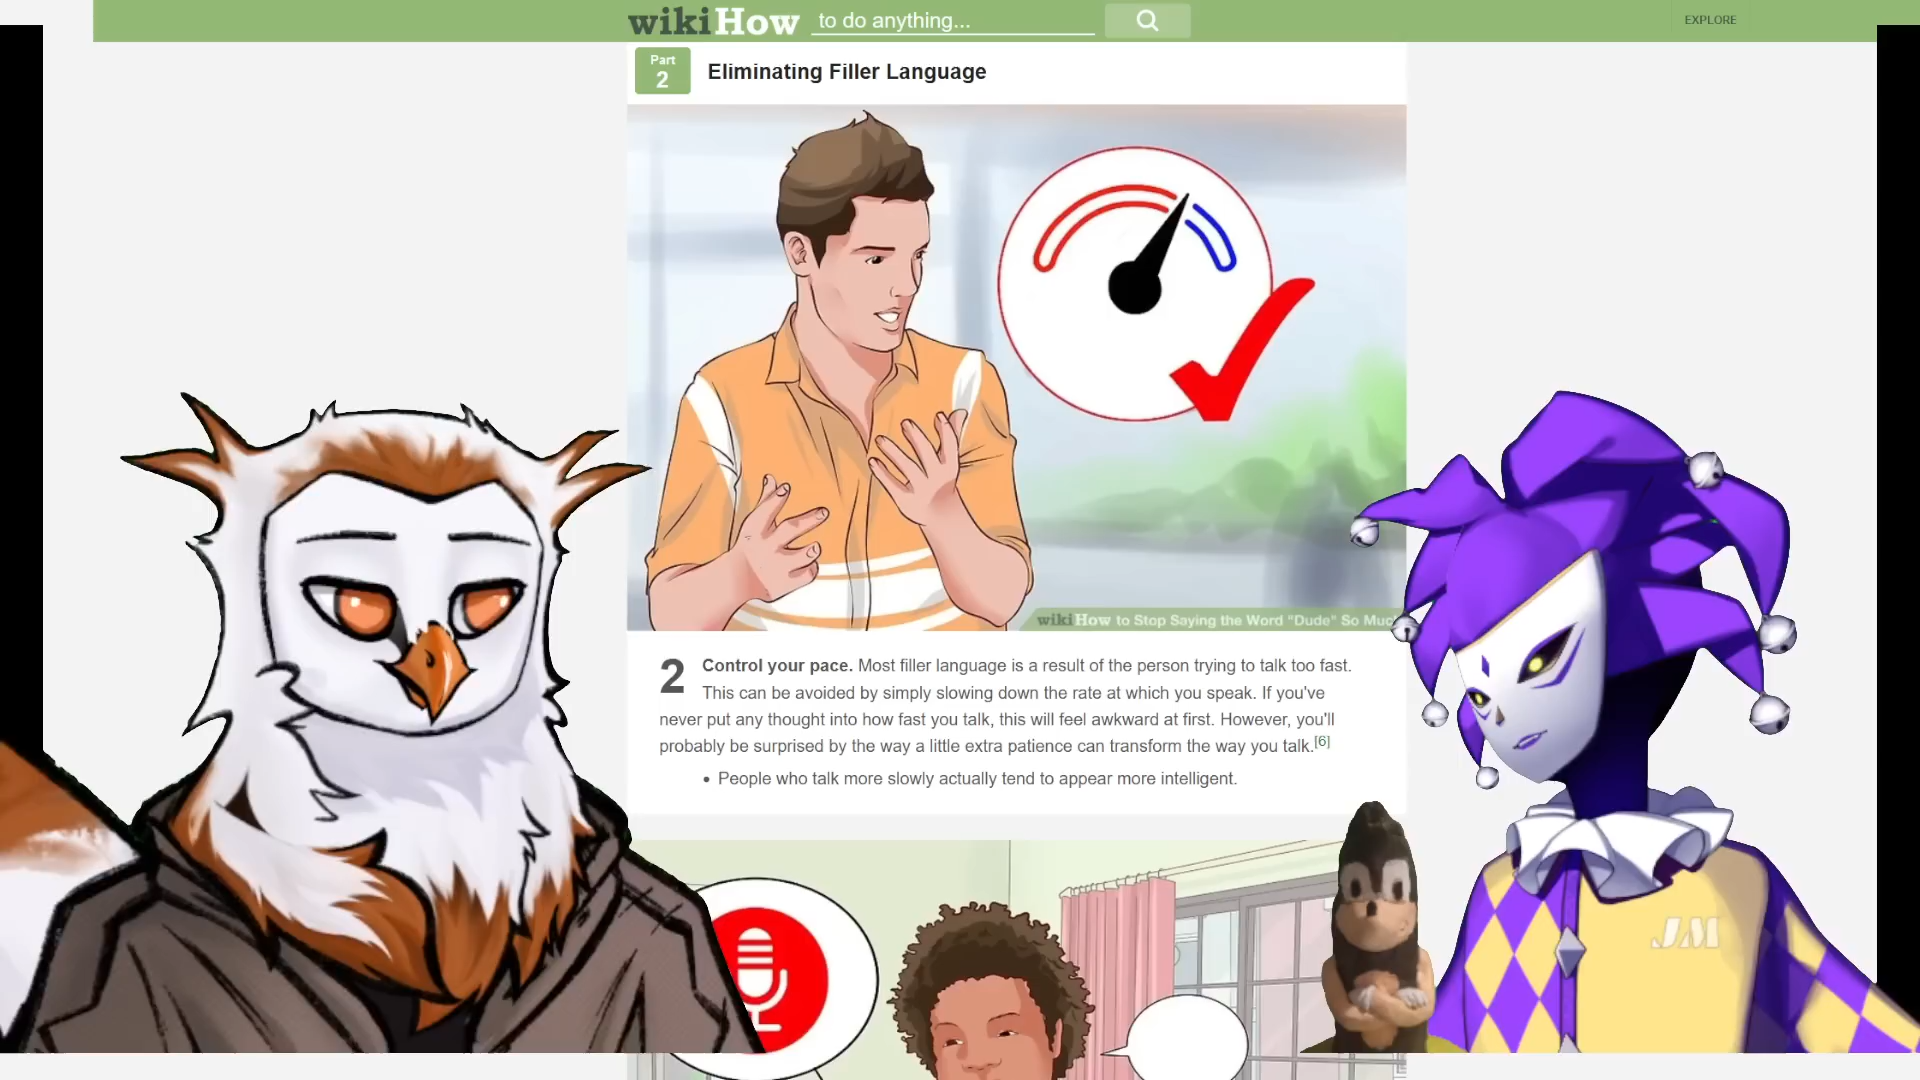 wikiHow to do anything...
EXPLORE
Part
2
Eliminating Filler Language
wikiHow to Stop Saying the Word "Dude" So Muc
2 Control your pace. Most filler language is a result of the person trying to talk too fast.
This can be avoided by simply slowing down the rate at which you speak. If you've
never put any thought into how fast you talk, this will feel awkward at first. However, you'll
probably be surprised by the way a little extra patience can transform the way you talk.[6]
• People who talk more slowly actually tend to appear more intelligent.
JM